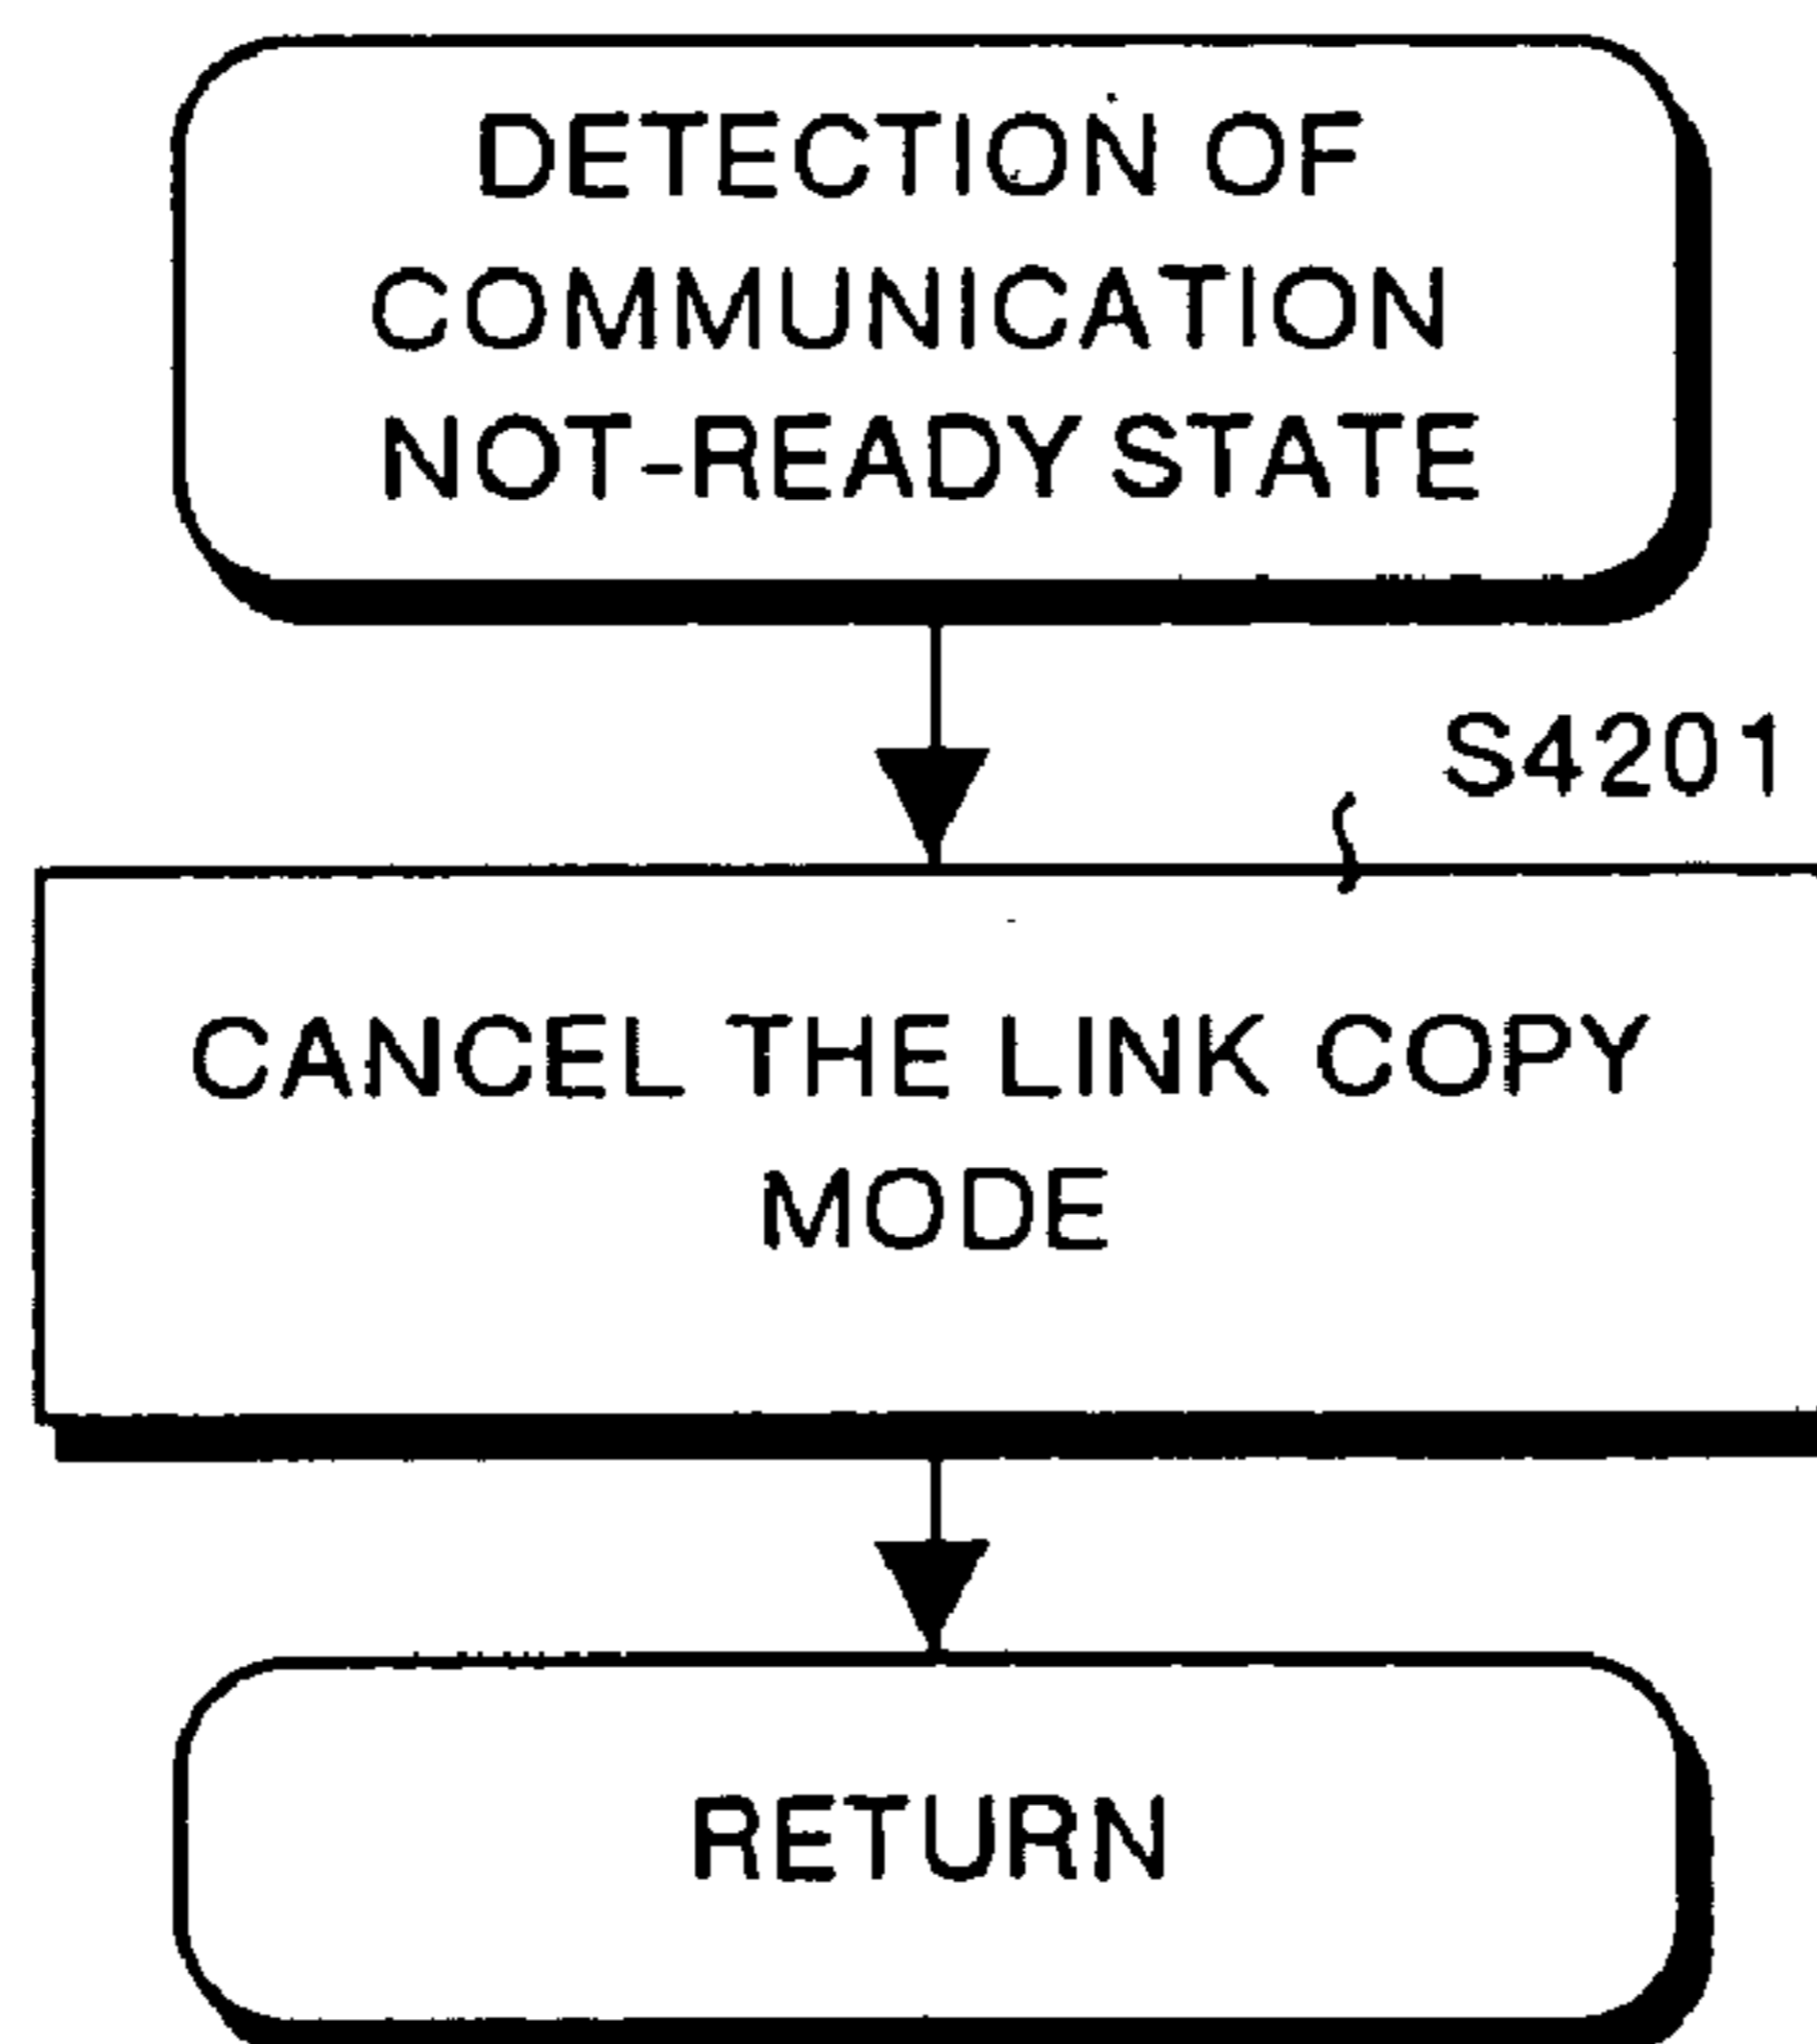 DETECTION OF
COMMUNICATION
NOT-READY STATE
S4201
CANCEL THE LINK COPY
MODE
RETURN